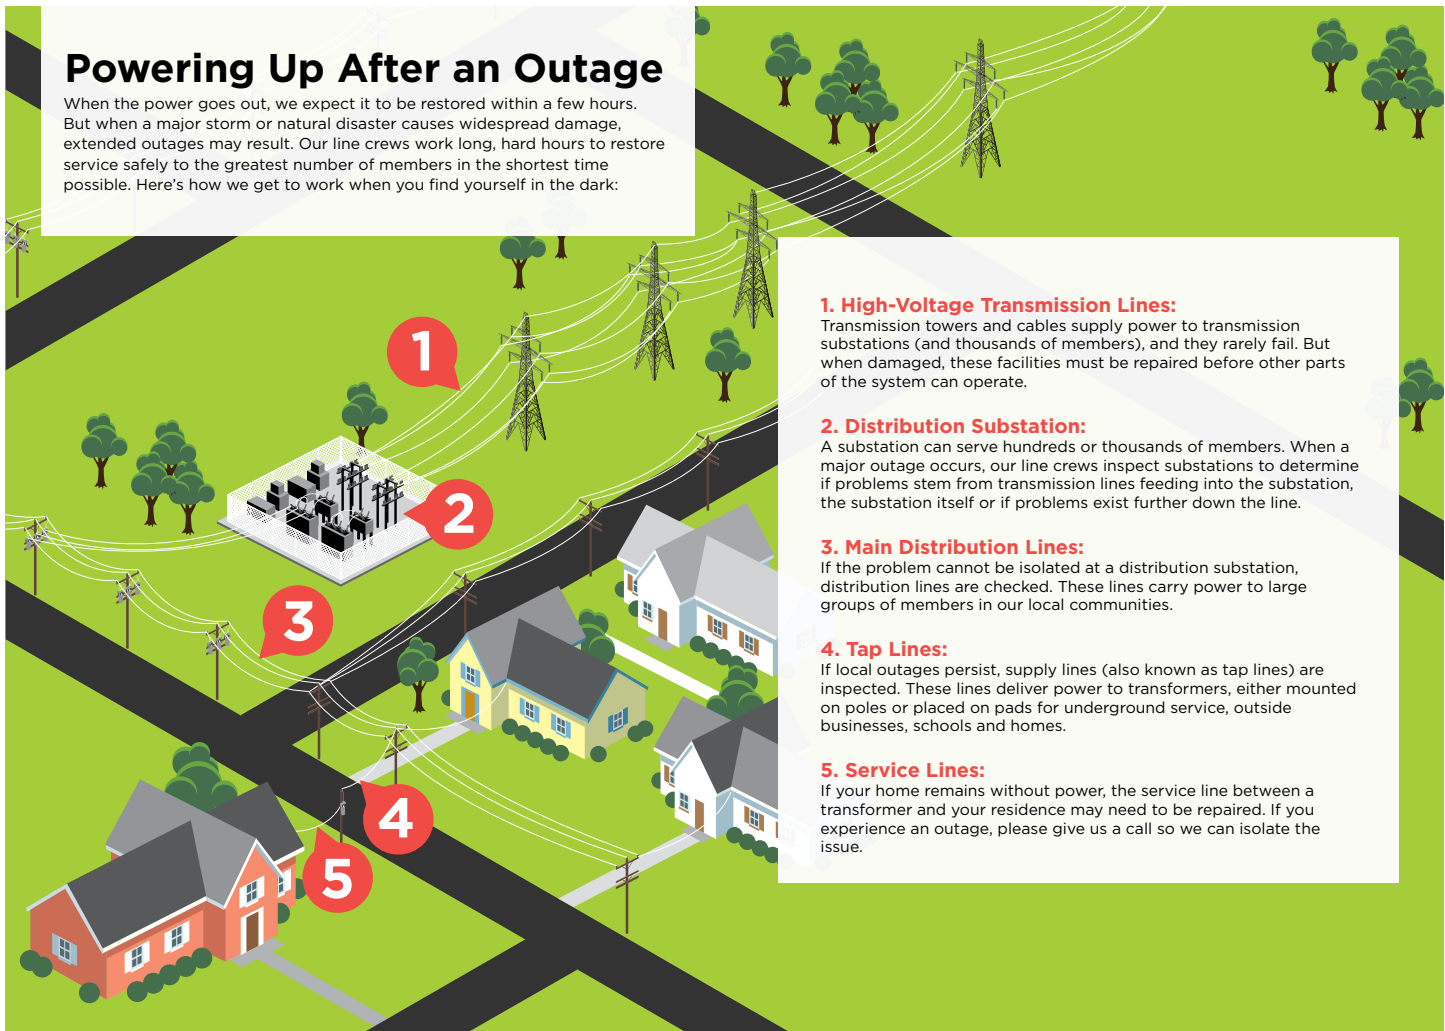 Powering Up After an Outage
When the power goes out, we expect it to be restored within a few hours.
But when a major storm or natural disaster causes widespread damage,
extended outages may result. Our line crews work long, hard hours to restore
service safely to the greatest number of members in the shortest time
possible. Here’s how we get to work when you find yourself in the dark:
1
2
3
4
5
1. High-Voltage Transmission Lines:
Transmission towers and cables supply power to transmission
substations (and thousands of members), and they rarely fail. But
when damaged, these facilities must be repaired before other parts
of the system can operate.
2. Distribution Substation:
A substation can serve hundreds or thousands of members. When a
major outage occurs, our line crews inspect substations to determine
if problems stem from transmission lines feeding into the substation,
the substation itself or if problems exist further down the line.
3. Main Distribution Lines:
If the problem cannot be isolated at a distribution substation,
distribution lines are checked. These lines carry power to large
groups of members in our local communities.
4. Tap Lines:
If local outages persist, supply lines (also known as tap lines) are
inspected. These lines deliver power to transformers, either mounted
on poles or placed on pads for underground service, outside
businesses, schools and homes.
5. Service Lines:
If your home remains without power, the service line between a
transformer and your residence may need to be repaired. If you
experience an outage, please give us a call so we can isolate the
issue.